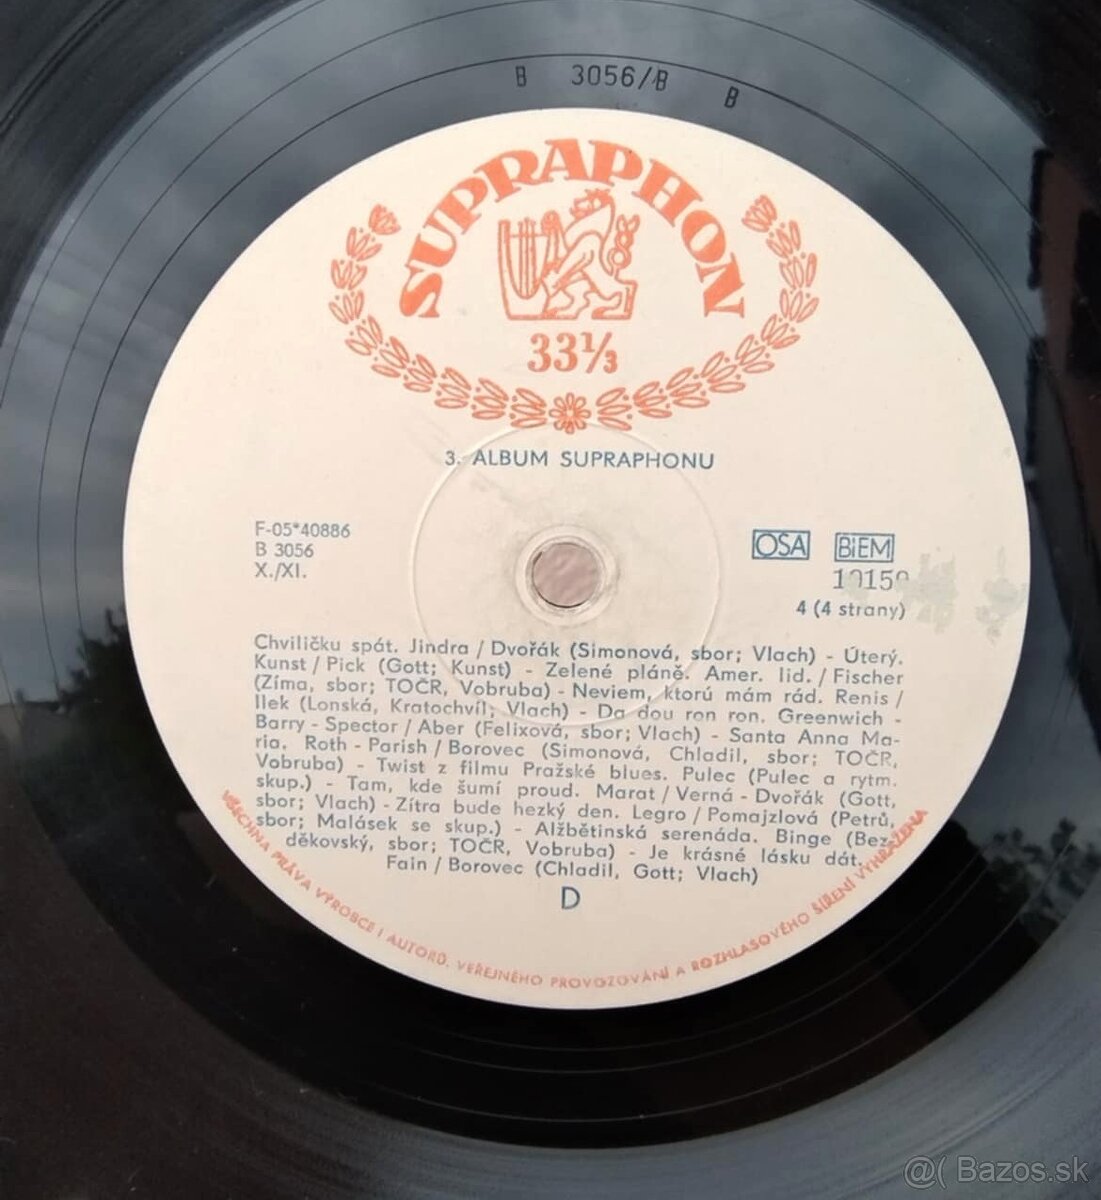 B 3056/B B
SUPRAPHON
33⅓
3. ALBUM SUPRAPHONU
F-05*40886
B 3056
X./XI.
OSA BIEM
10150
4 (4 strany)
Chviličku spát. Jindra / Dvořák (Simonová, sbor; Vlach) - Úterý.
Kunst / Pick (Gott; Kunst) - Zelené pláně. Amer. lid. / Fischer
(Zíma, sbor; TOČR, Vobruba) - Neviem, ktorú mám rád. Renis /
Ilek (Lonská, Kratochvíl; Vlach) - Da dou ron ron. Greenwich -
Barry - Spector / Aber (Felixová, sbor; Vlach) - Santa Anna Ma-
ria. Roth - Parish / Borovec (Simonová, Chladil, sbor; TOČR,
Vobruba) - Twist z filmu Pražské blues. Pulec (Pulec a rytm.
skup.) - Tam, kde šumí proud. Marat / Verná - Dvořák (Gott,
sbor; Vlach) - Zítra bude hezký den. Legro / Pomajzlová (Petrů,
sbor; Malásek se skup.) - Alžbětinská serenáda. Binge (Bez-
děkovský, sbor; TOČR, Vobruba) - Je krásné lásku dát.
Fain / Borovec (Chladil, Gott; Vlach)
D
VŠECHNA PRÁVA VÝROBCE I AUTORŮ, VEŘEJNÉHO PROVOZOVÁNÍ A ROZHLASOVÉHO ŠÍŘENÍ VYHRAŽENA
@( Bazos.sk